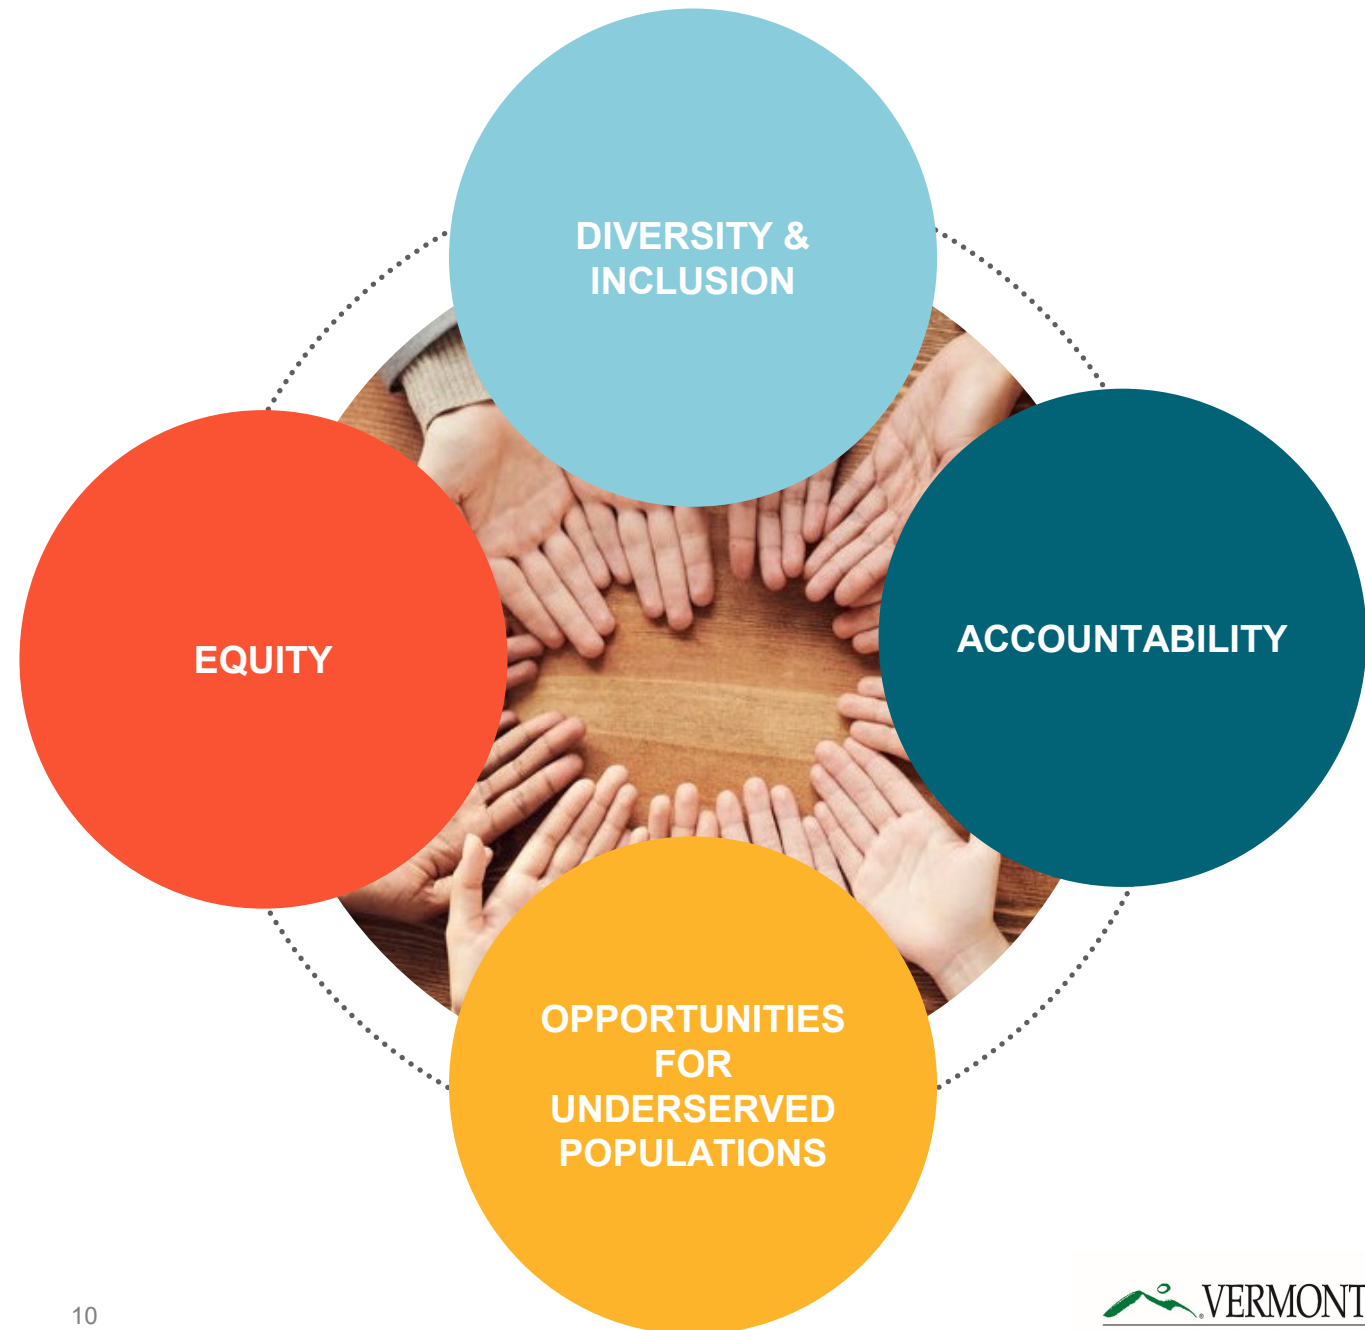 DIVERSITY &
INCLUSION
EQUITY
ACCOUNTABILITY
OPPORTUNITIES
FOR
UNDERSERVED
POPULATIONS
10
VERMONT